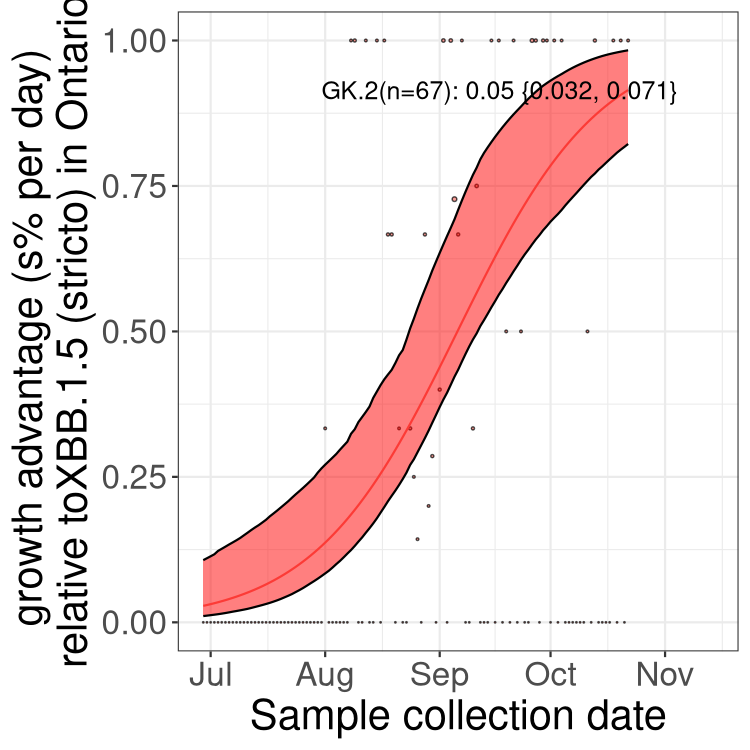 growth advantage (s% per day)
relative toXBB.1.5 (stricto) in Ontario
1.00
0.75
0.50
0.25
0.00
GK.2(n=67): 0.05 {0.032, 0.071}
Jul Aug Sep Oct Nov
Sample collection date